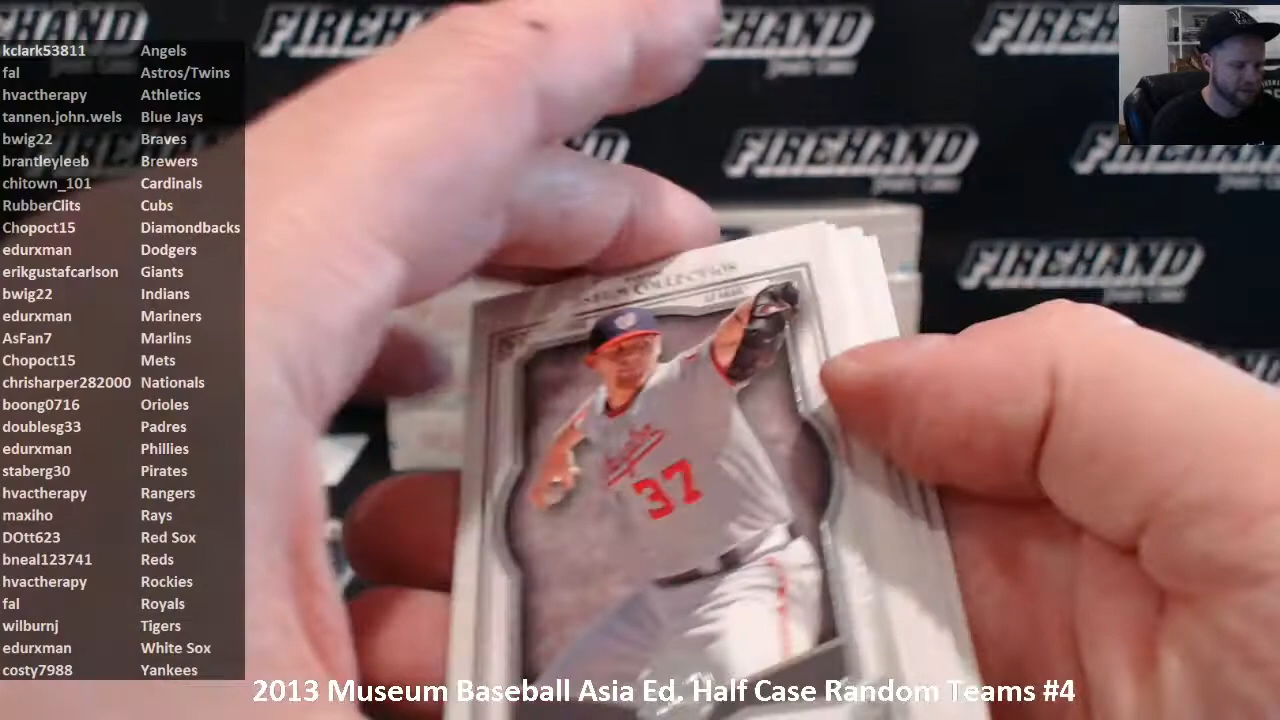 kclark53811 Angels
fal Astros/Twins
hvactherapy Athletics
tannen.john.wels Blue Jays
bwig22 Braves
brantleyleeb Brewers
chitown_101 Cardinals
RubberClits Cubs
Chopoct15 Diamondbacks
edurxman Dodgers
erikgustafcarlson Giants
bwig22 Indians
edurxman Mariners
AsFan7 Marlins
Chopoct15 Mets
chrisharper282000 Nationals
boong0716 Orioles
doublesg33 Padres
edurxman Phillies
staberg30 Pirates
hvactherapy Rangers
maxiho Rays
DOtt623 Red Sox
bneal123741 Reds
hvactherapy Rockies
fal Royals
wilburnj Tigers
edurxman White Sox
costy7988 Yankees
FIREHAND
FIREHAND
FIREHAND
FIREHAND
FIREHAND
COLLECTION
37
2013 Museum Baseball Asia Ed. Half Case Random Teams #4